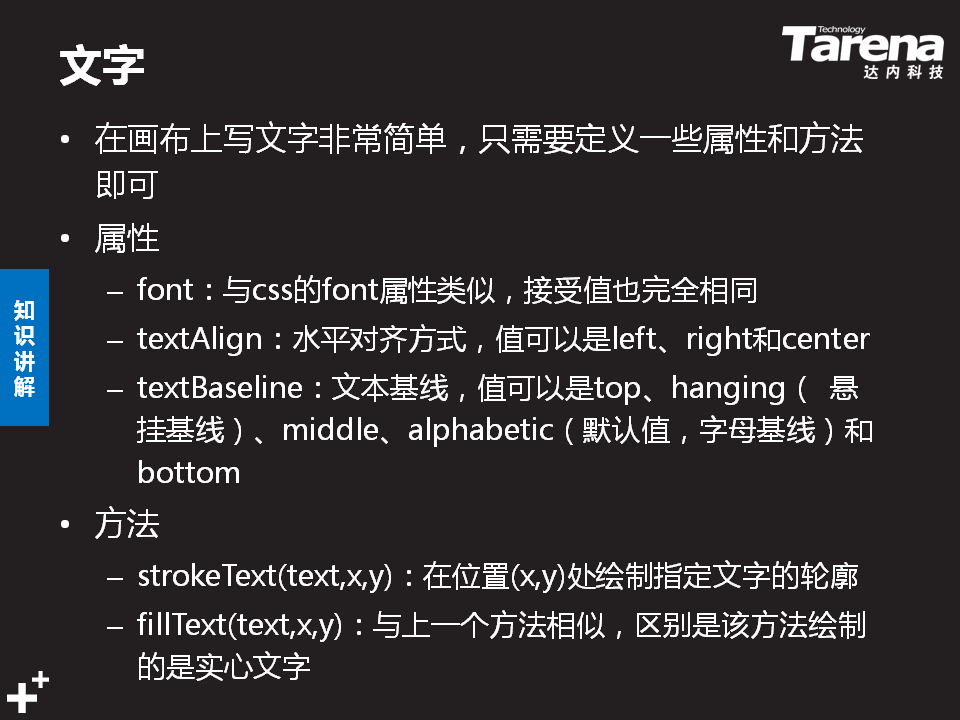 文字
Technology
Tarena
达内科技
• 在画布上写文字非常简单，只需要定义一些属性和方法
即可
• 属性
– font：与css的font属性类似，接受值也完全相同
– textAlign：水平对齐方式，值可以是left、right和center
– textBaseline：文本基线，值可以是top、hanging（ 悬
挂基线）、middle、alphabetic（默认值，字母基线）和
bottom
• 方法
– strokeText(text,x,y)：在位置(x,y)处绘制指定文字的轮廓
– fillText(text,x,y)：与上一个方法相似，区别是该方法绘制
的是实心文字
知识讲解